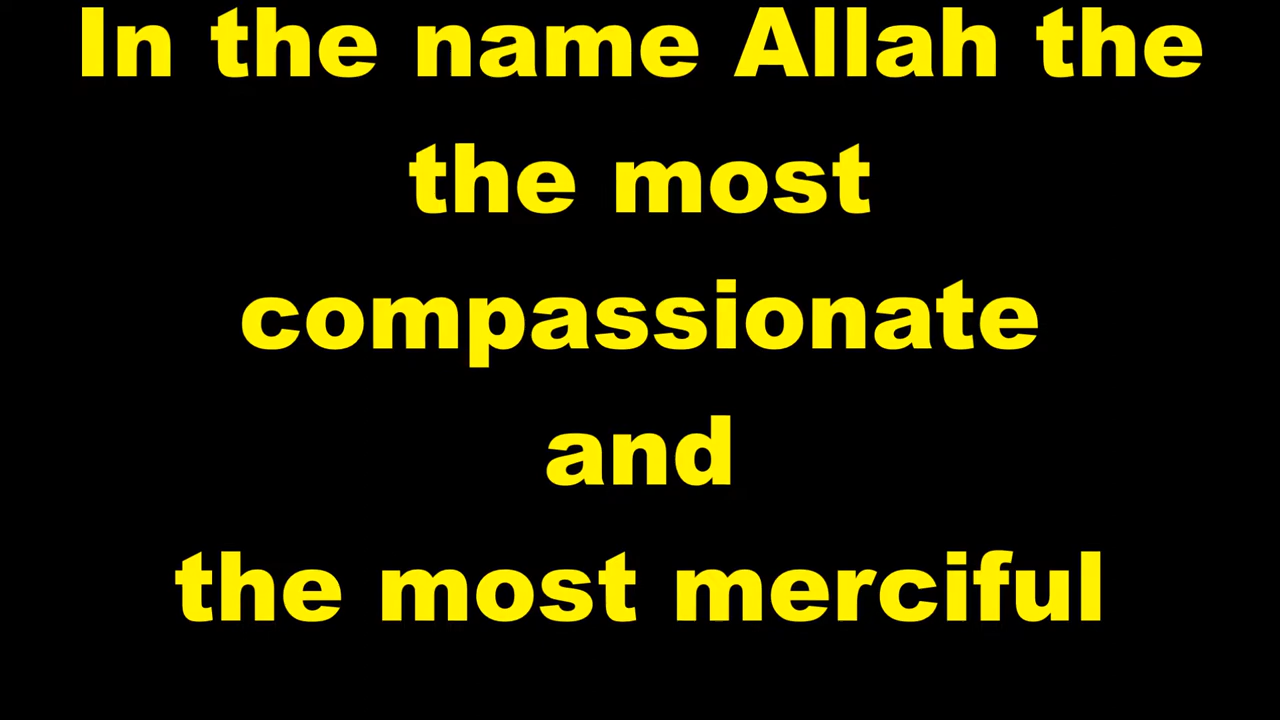 In the name Allah the
the most
compassionate
and
the most merciful